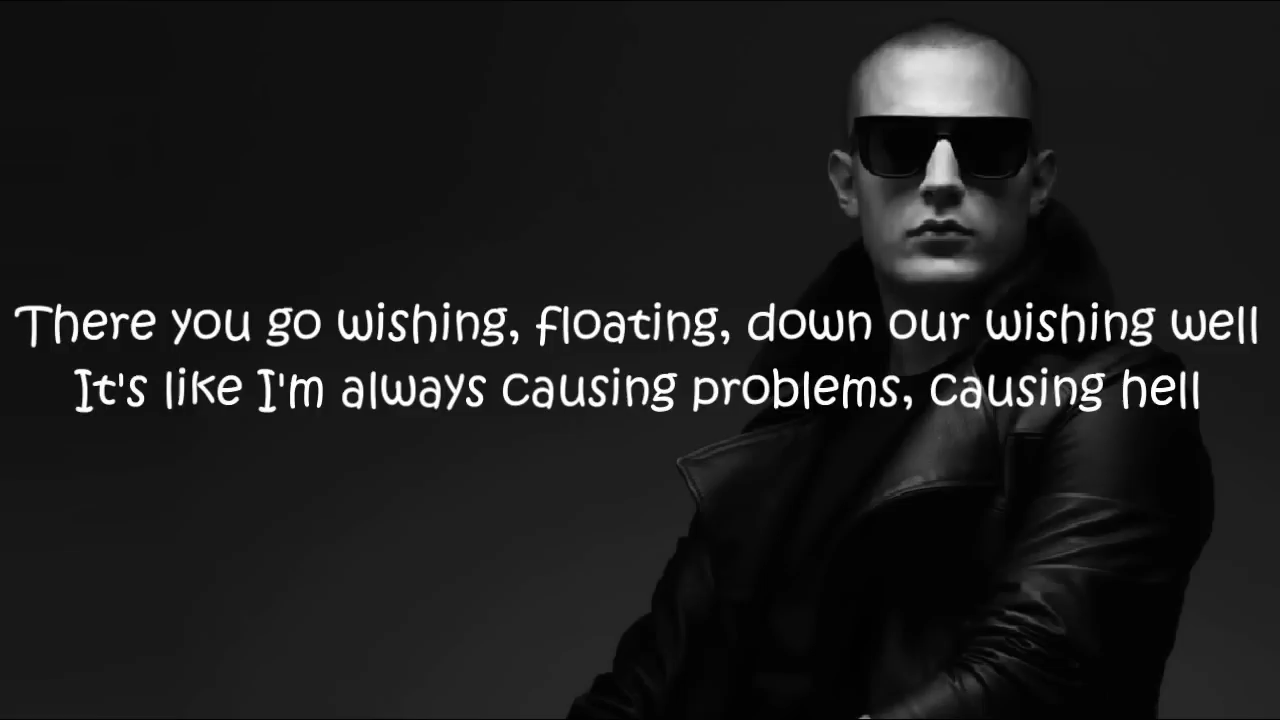 There you go wishing, floating, down our wishing well
It's like I'm always causing problems, causing hell